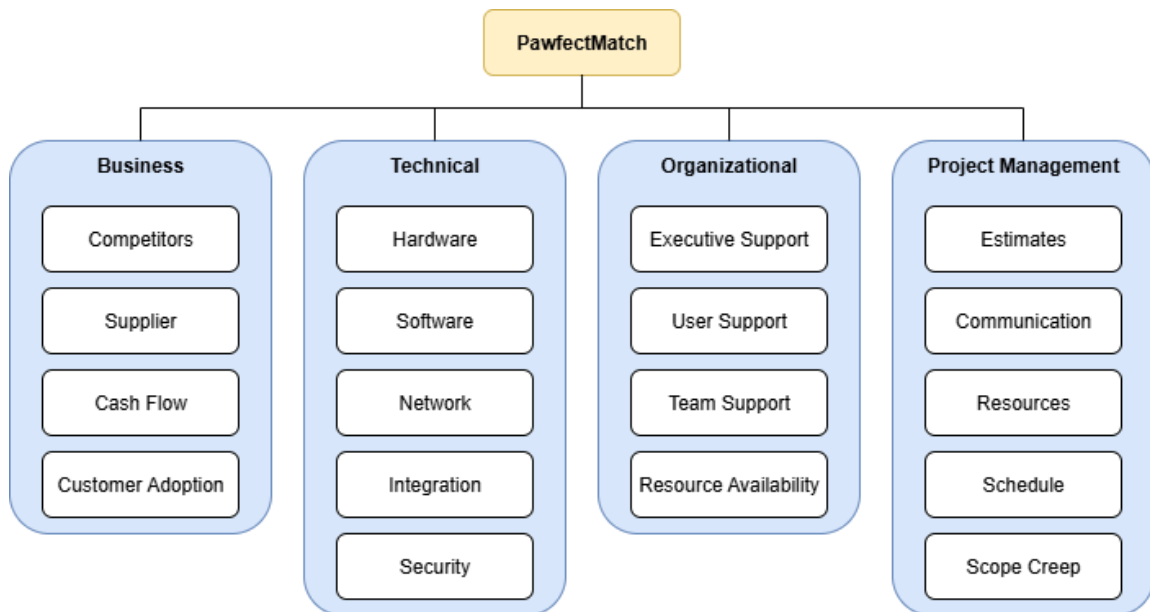 PawfectMatch
Business
Competitors
Supplier
Cash Flow
Customer Adoption
Technical
Hardware
Software
Network
Integration
Security
Organizational
Executive Support
User Support
Team Support
Resource Availability
Project Management
Estimates
Communication
Resources
Schedule
Scope Creep